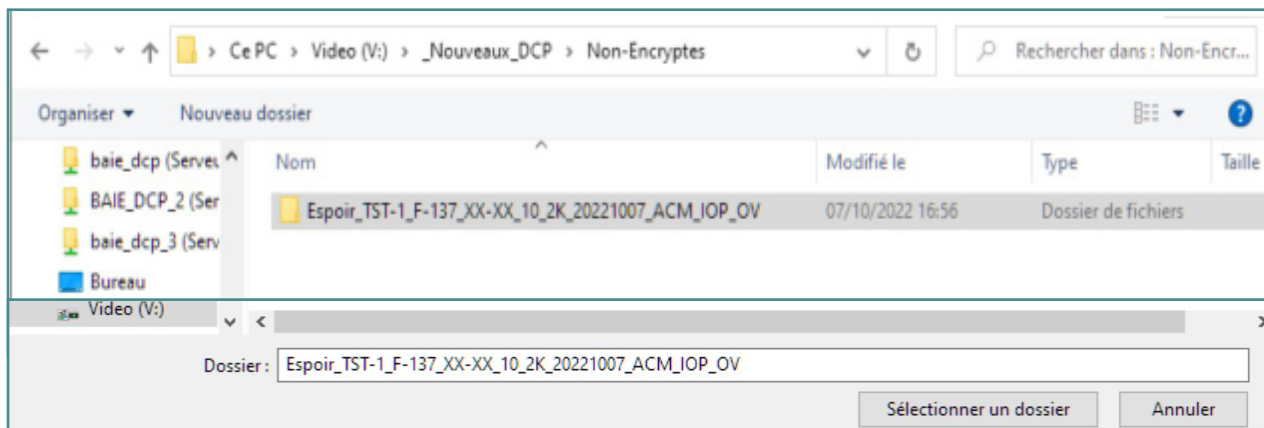 Ce PC > Video (V:) > _Nouveaux_DCP > Non-Encryptes
Rechercher dans : Non-Encr...
Organiser Nouveau dossier
Nom Modifié le Type Taille
baie_dcp (Serveu
BAIE_DCP_2 (Ser
baie_dcp_3 (Serv
Bureau
Video (V:)
Espoir_TST-1_F-137_XX-XX_10_2K_20221007_ACM_IOP_OV 07/10/2022 16:56 Dossier de fichiers
Dossier : Espoir_TST-1_F-137_XX-XX_10_2K_20221007_ACM_IOP_OV
Sélectionner un dossier Annuler